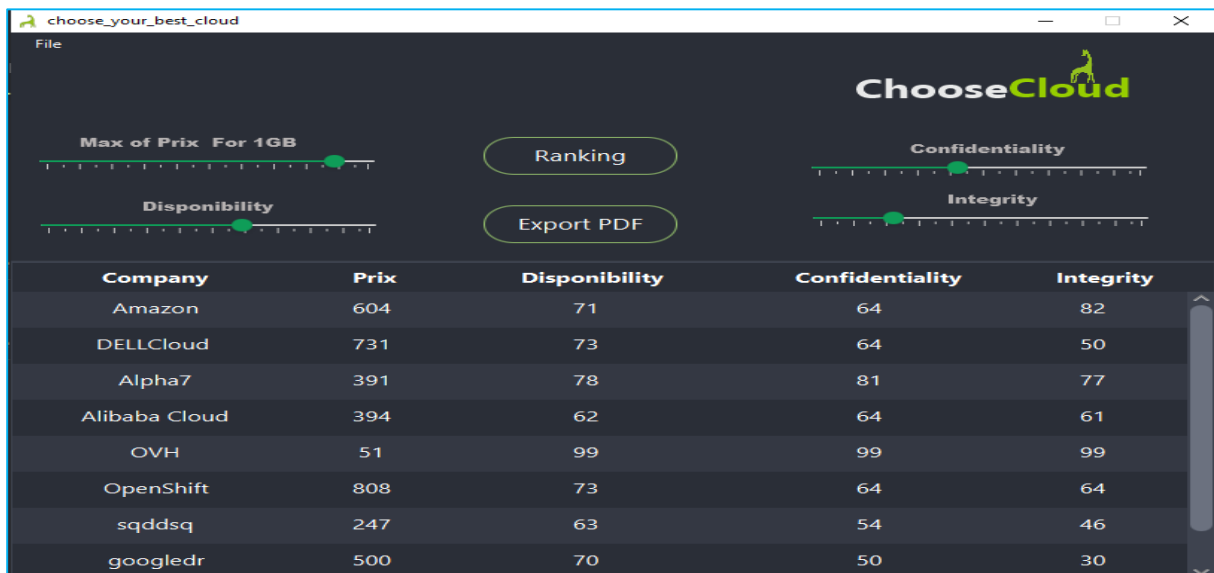 choose_your_best_cloud
File
ChooseCloud
Max of Prix For 1GB
Ranking
Confidentiality
Disponibility
Export PDF
Integrity
Company Prix Disponibility Confidentiality Integrity
Amazon 604 71 64 82
DELLCloud 731 73 64 50
Alpha7 391 78 81 77
Alibaba Cloud 394 62 64 61
OVH 51 99 99 99
OpenShift 808 73 64 64
sqddsq 247 63 54 46
googledr 500 70 50 30